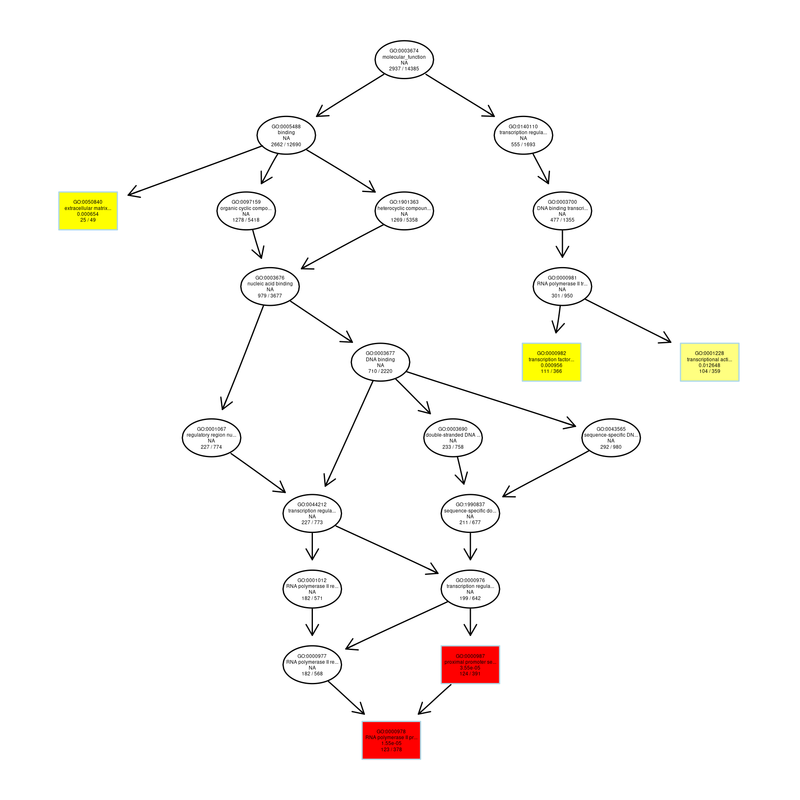 GO:0003674
molecular_function
NA
2937 / 14385
GO:0005488
binding
NA
2662 / 12690
GO:0140110
transcription regula...
NA
555 / 1693
GO:0050840
extracellular matrix...
0.000654
25 / 49
GO:0097159
organic cyclic compo...
NA
1278 / 5418
GO:1901363
heterocyclic compoun...
NA
1269 / 5358
GO:0003700
DNA binding transcri...
NA
477 / 1355
GO:0003676
nucleic acid binding
NA
979 / 3677
GO:0000981
RNA polymerase II tr...
NA
301 / 950
GO:0003677
DNA binding
NA
710 / 2220
GO:0000982
transcription factor...
0.000956
111 / 366
GO:0001228
transcriptional acti...
0.012648
104 / 359
GO:0001067
regulatory region nu...
NA
227 / 774
GO:0003690
double-stranded DNA ...
NA
233 / 758
GO:0043565
sequence-specific DN...
NA
292 / 980
GO:0044212
transcription regula...
NA
227 / 773
GO:1990837
sequence-specific do...
NA
211 / 677
GO:0001012
RNA polymerase II re...
NA
182 / 571
GO:0000976
transcription regula...
NA
199 / 642
GO:0000977
RNA polymerase II re...
NA
182 / 568
GO:0000987
GO:0000978
RNA polymerase II pr...